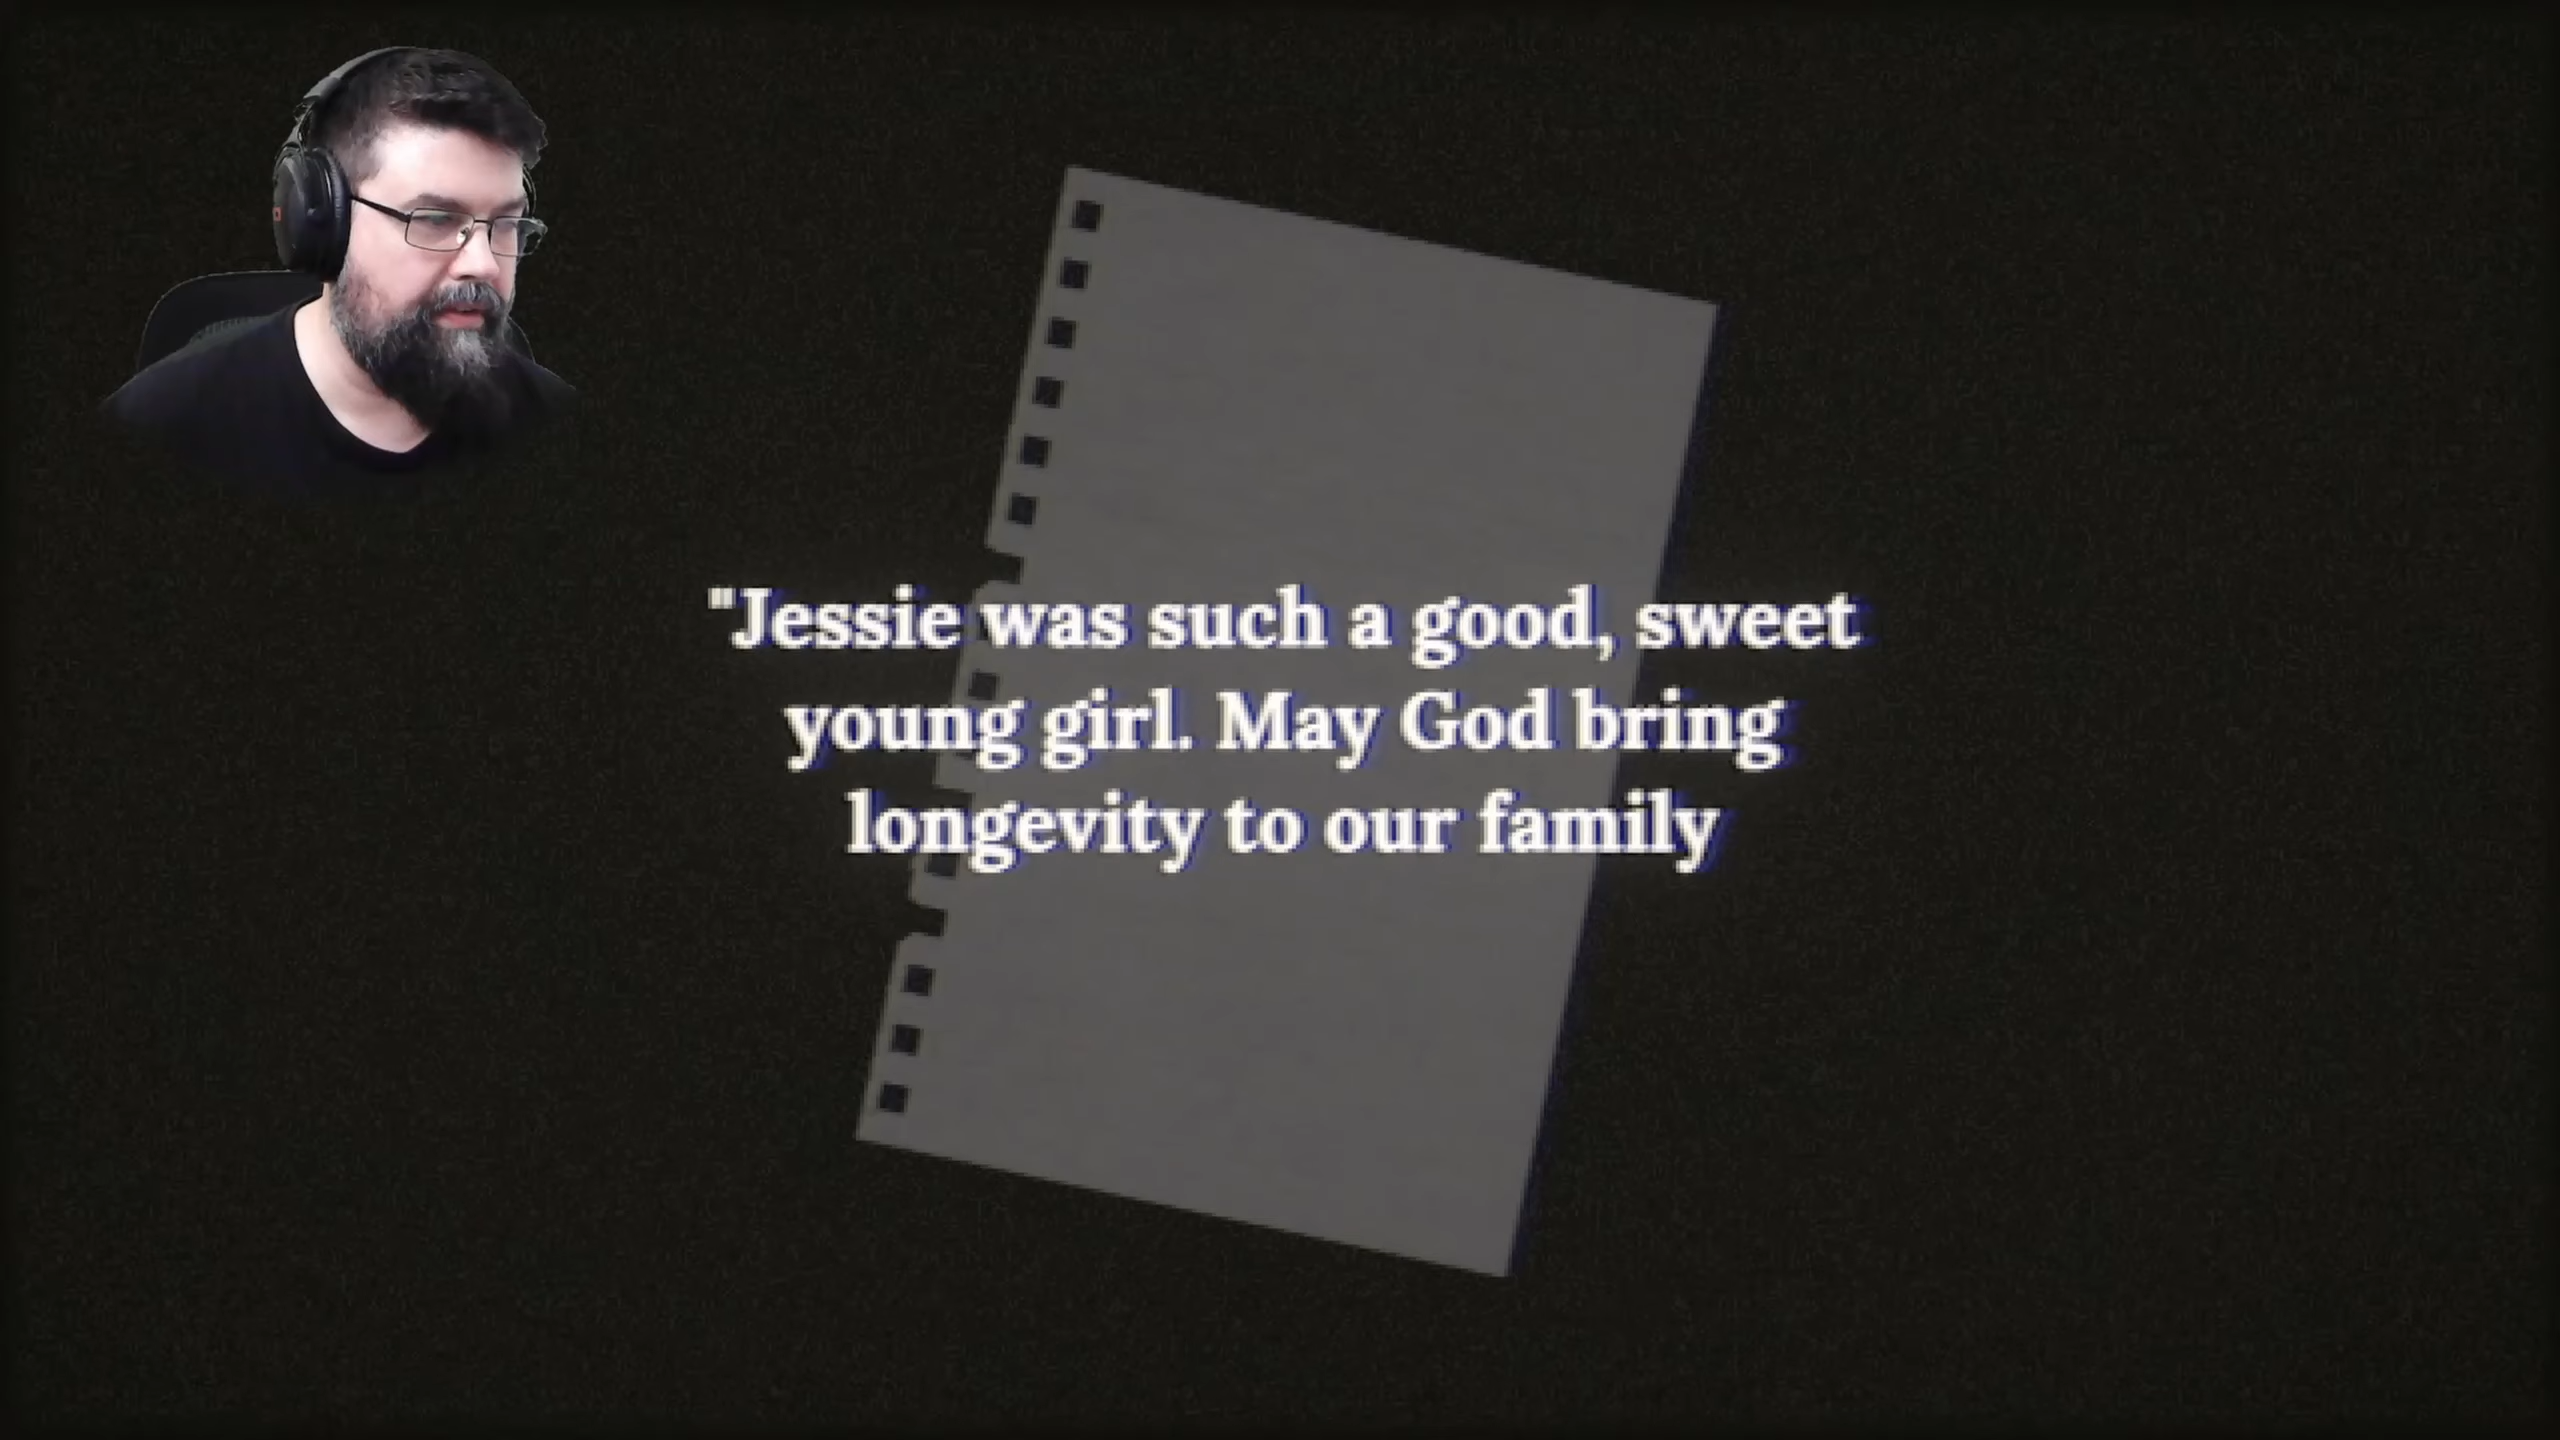 "Jessie was such a good, sweet
young girl. May God bring
longevity to our family